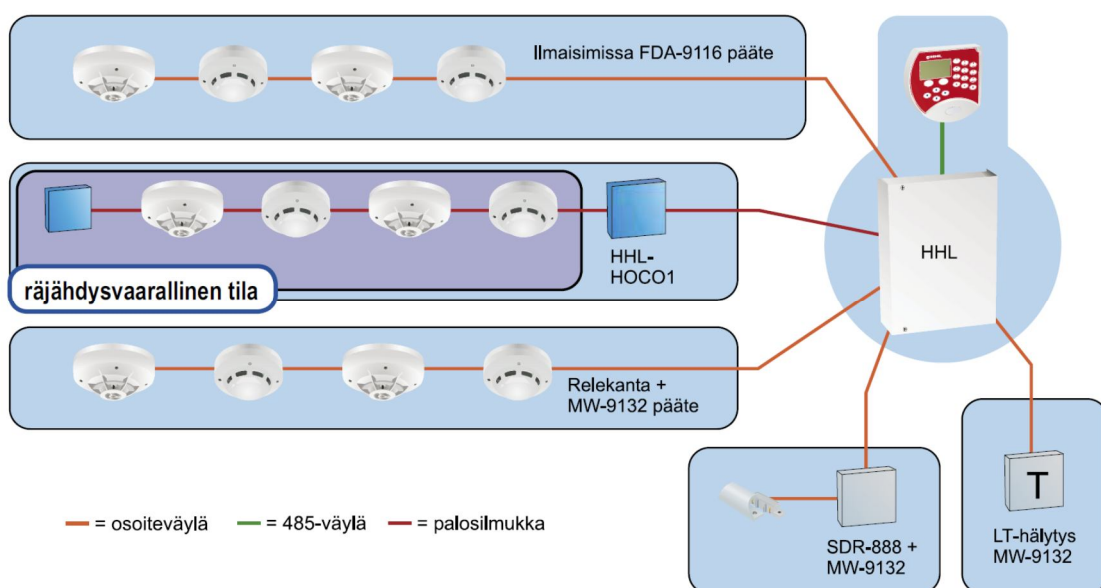 Ilmaisimissa FDA-9116 pääte
HHL-
HOCO1
HHL
räjähdysvaarallinen tila
Relekanta +
MW-9132 pääte
= osoiteväylä
= 485-väylä
= palosilmukka
SDR-888 +
MW-9132
T
LT-hälytys
MW-9132